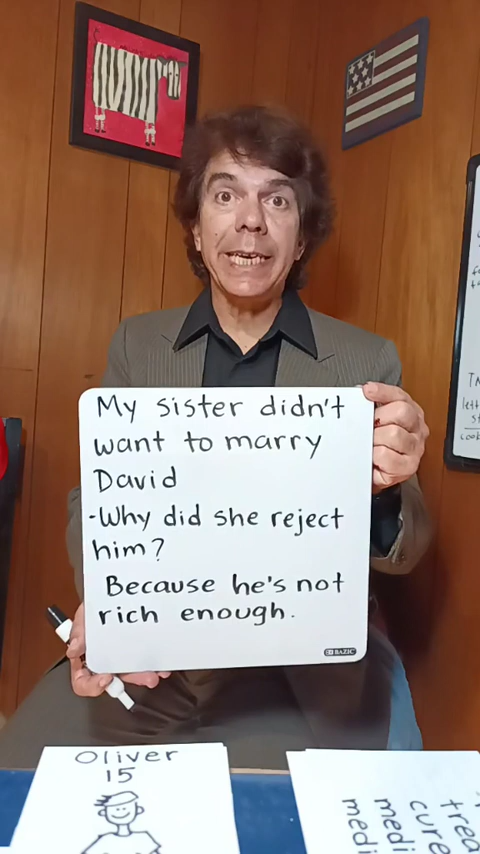 My sister didn't
want to marry
David
-Why did she reject
him?
Because he's not
rich enough.
BAZIC
Oliver
15
trea
cure
medi
medi